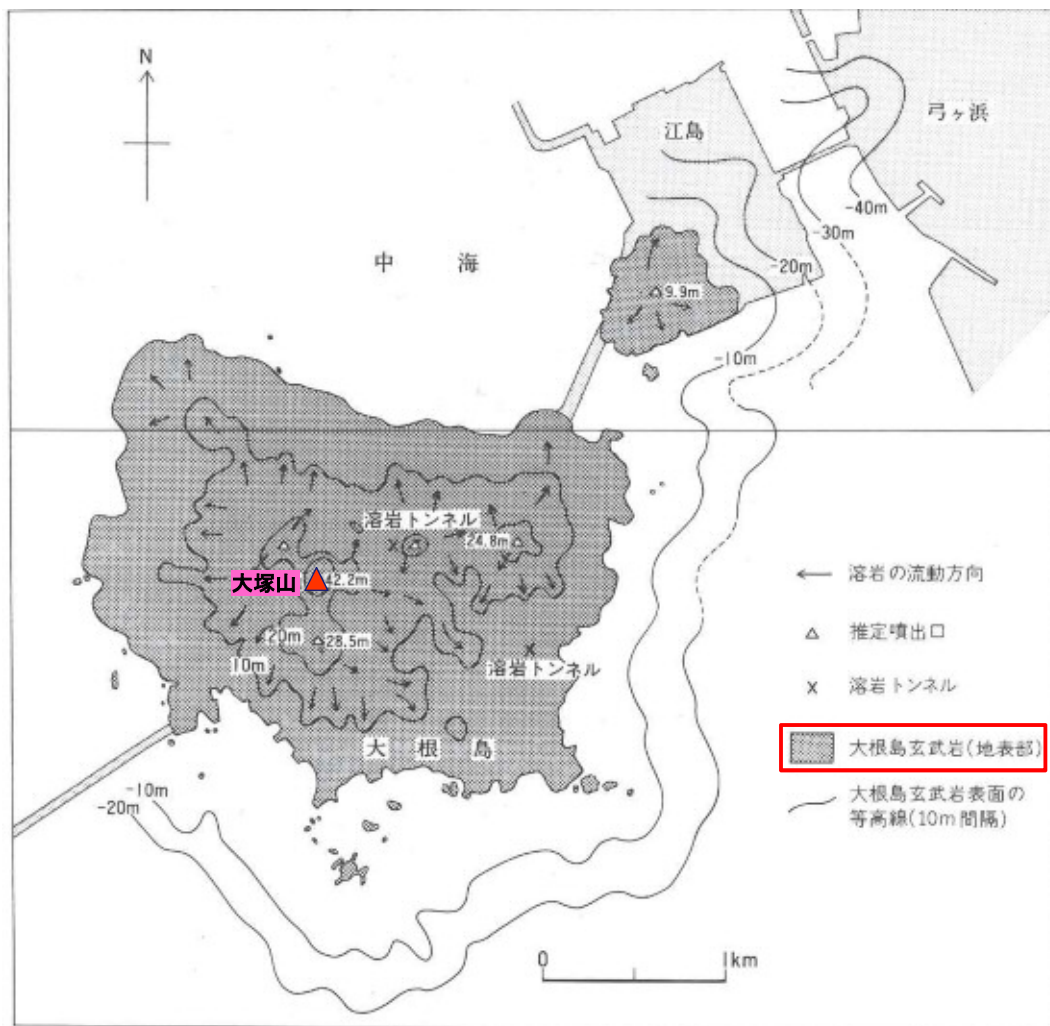 N
江島
弓ヶ浜
中海
-40m
-30m
-20m
9.9m
-10m
溶岩トンネル
24.8m
大塚山
42.2m
20m
28.5m
10m
溶岩トンネル
大根島
-10m
-20m
溶岩の流動方向
推定噴出口
x 溶岩トンネル
大根島玄武岩(地表部)
大根島玄武岩表面の
等高線(10m間隔)
0 1km